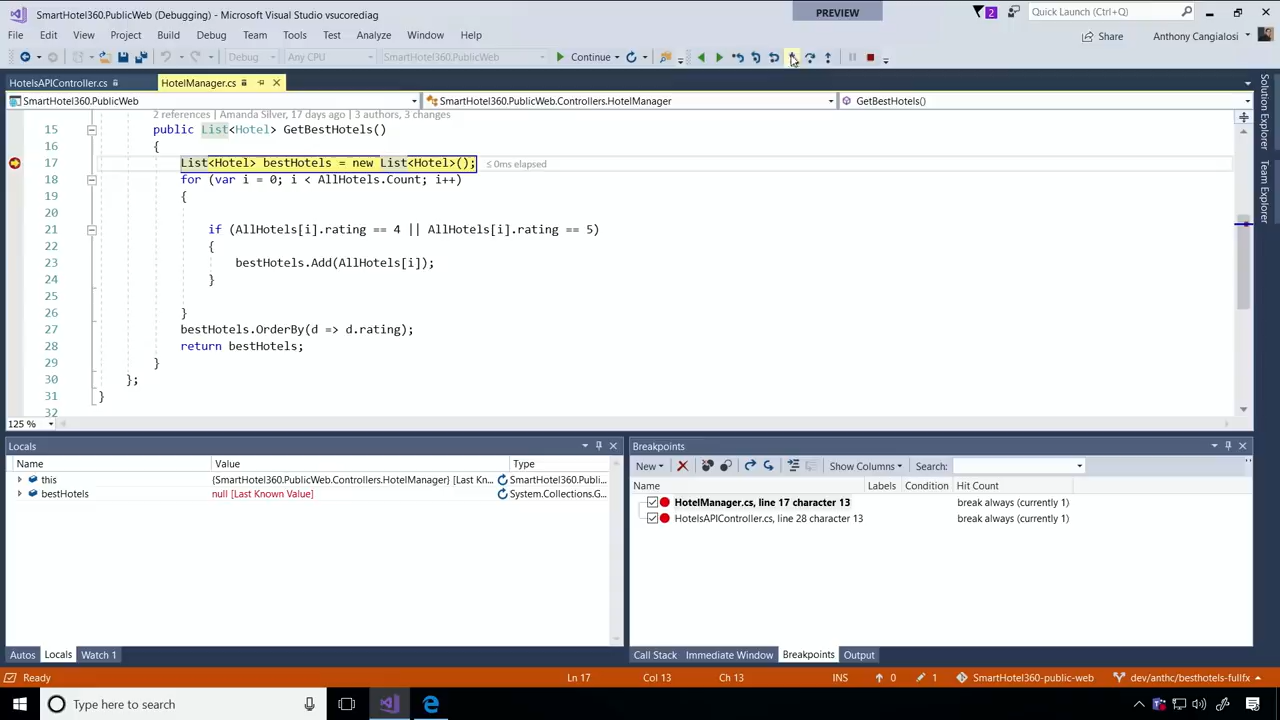 SmartHotel360.PublicWeb (Debugging) - Microsoft Visual Studio vsucorediag
PREVIEW
2
Quick Launch (Ctrl+Q)
File Edit View Project Build Debug Team Tools Test Analyze Window Help
Share
Anthony Cangialosi
Debug Any CPU SmartHotel360.PublicWeb Continue
HotelsAPIController.cs HotelManager.cs
SmartHotel360.PublicWeb SmartHotel360.PublicWeb.Controllers.HotelManager GetBestHotels()
2 references | Amanda Silver, 17 days ago | 3 authors, 3 changes
15 public List<Hotel> GetBestHotels()
16 {
17 List<Hotel> bestHotels = new List<Hotel>(); ≤ 0ms elapsed
18 for (var i = 0; i < AllHotels.Count; i++)
19 {
20
21 if (AllHotels[i].rating == 4 || AllHotels[i].rating == 5)
22 {
23 bestHotels.Add(AllHotels[i]);
24 }
25
26 }
27 bestHotels.OrderBy(d => d.rating);
28 return bestHotels;
29 }
30 };
31 }
32
125 %
Solution Explorer
Team Explorer
Locals
Name Value Type
this {SmartHotel360.PublicWeb.Controllers.HotelManager} [Last Kn... SmartHotel360.Publi...
bestHotels null [Last Known Value] System.Collections.G...
Autos Locals Watch 1
Breakpoints
New Show Columns Search:
Name Labels Condition Hit Count
HotelManager.cs, line 17 character 13 break always (currently 1)
HotelsAPIController.cs, line 28 character 13 break always (currently 1)
Call Stack Immediate Window Breakpoints Output
Ready Ln 17 Col 13 Ch 13 INS 0 1 SmartHotel360-public-web dev/anthc/besthotels-fullfx
Type here to search